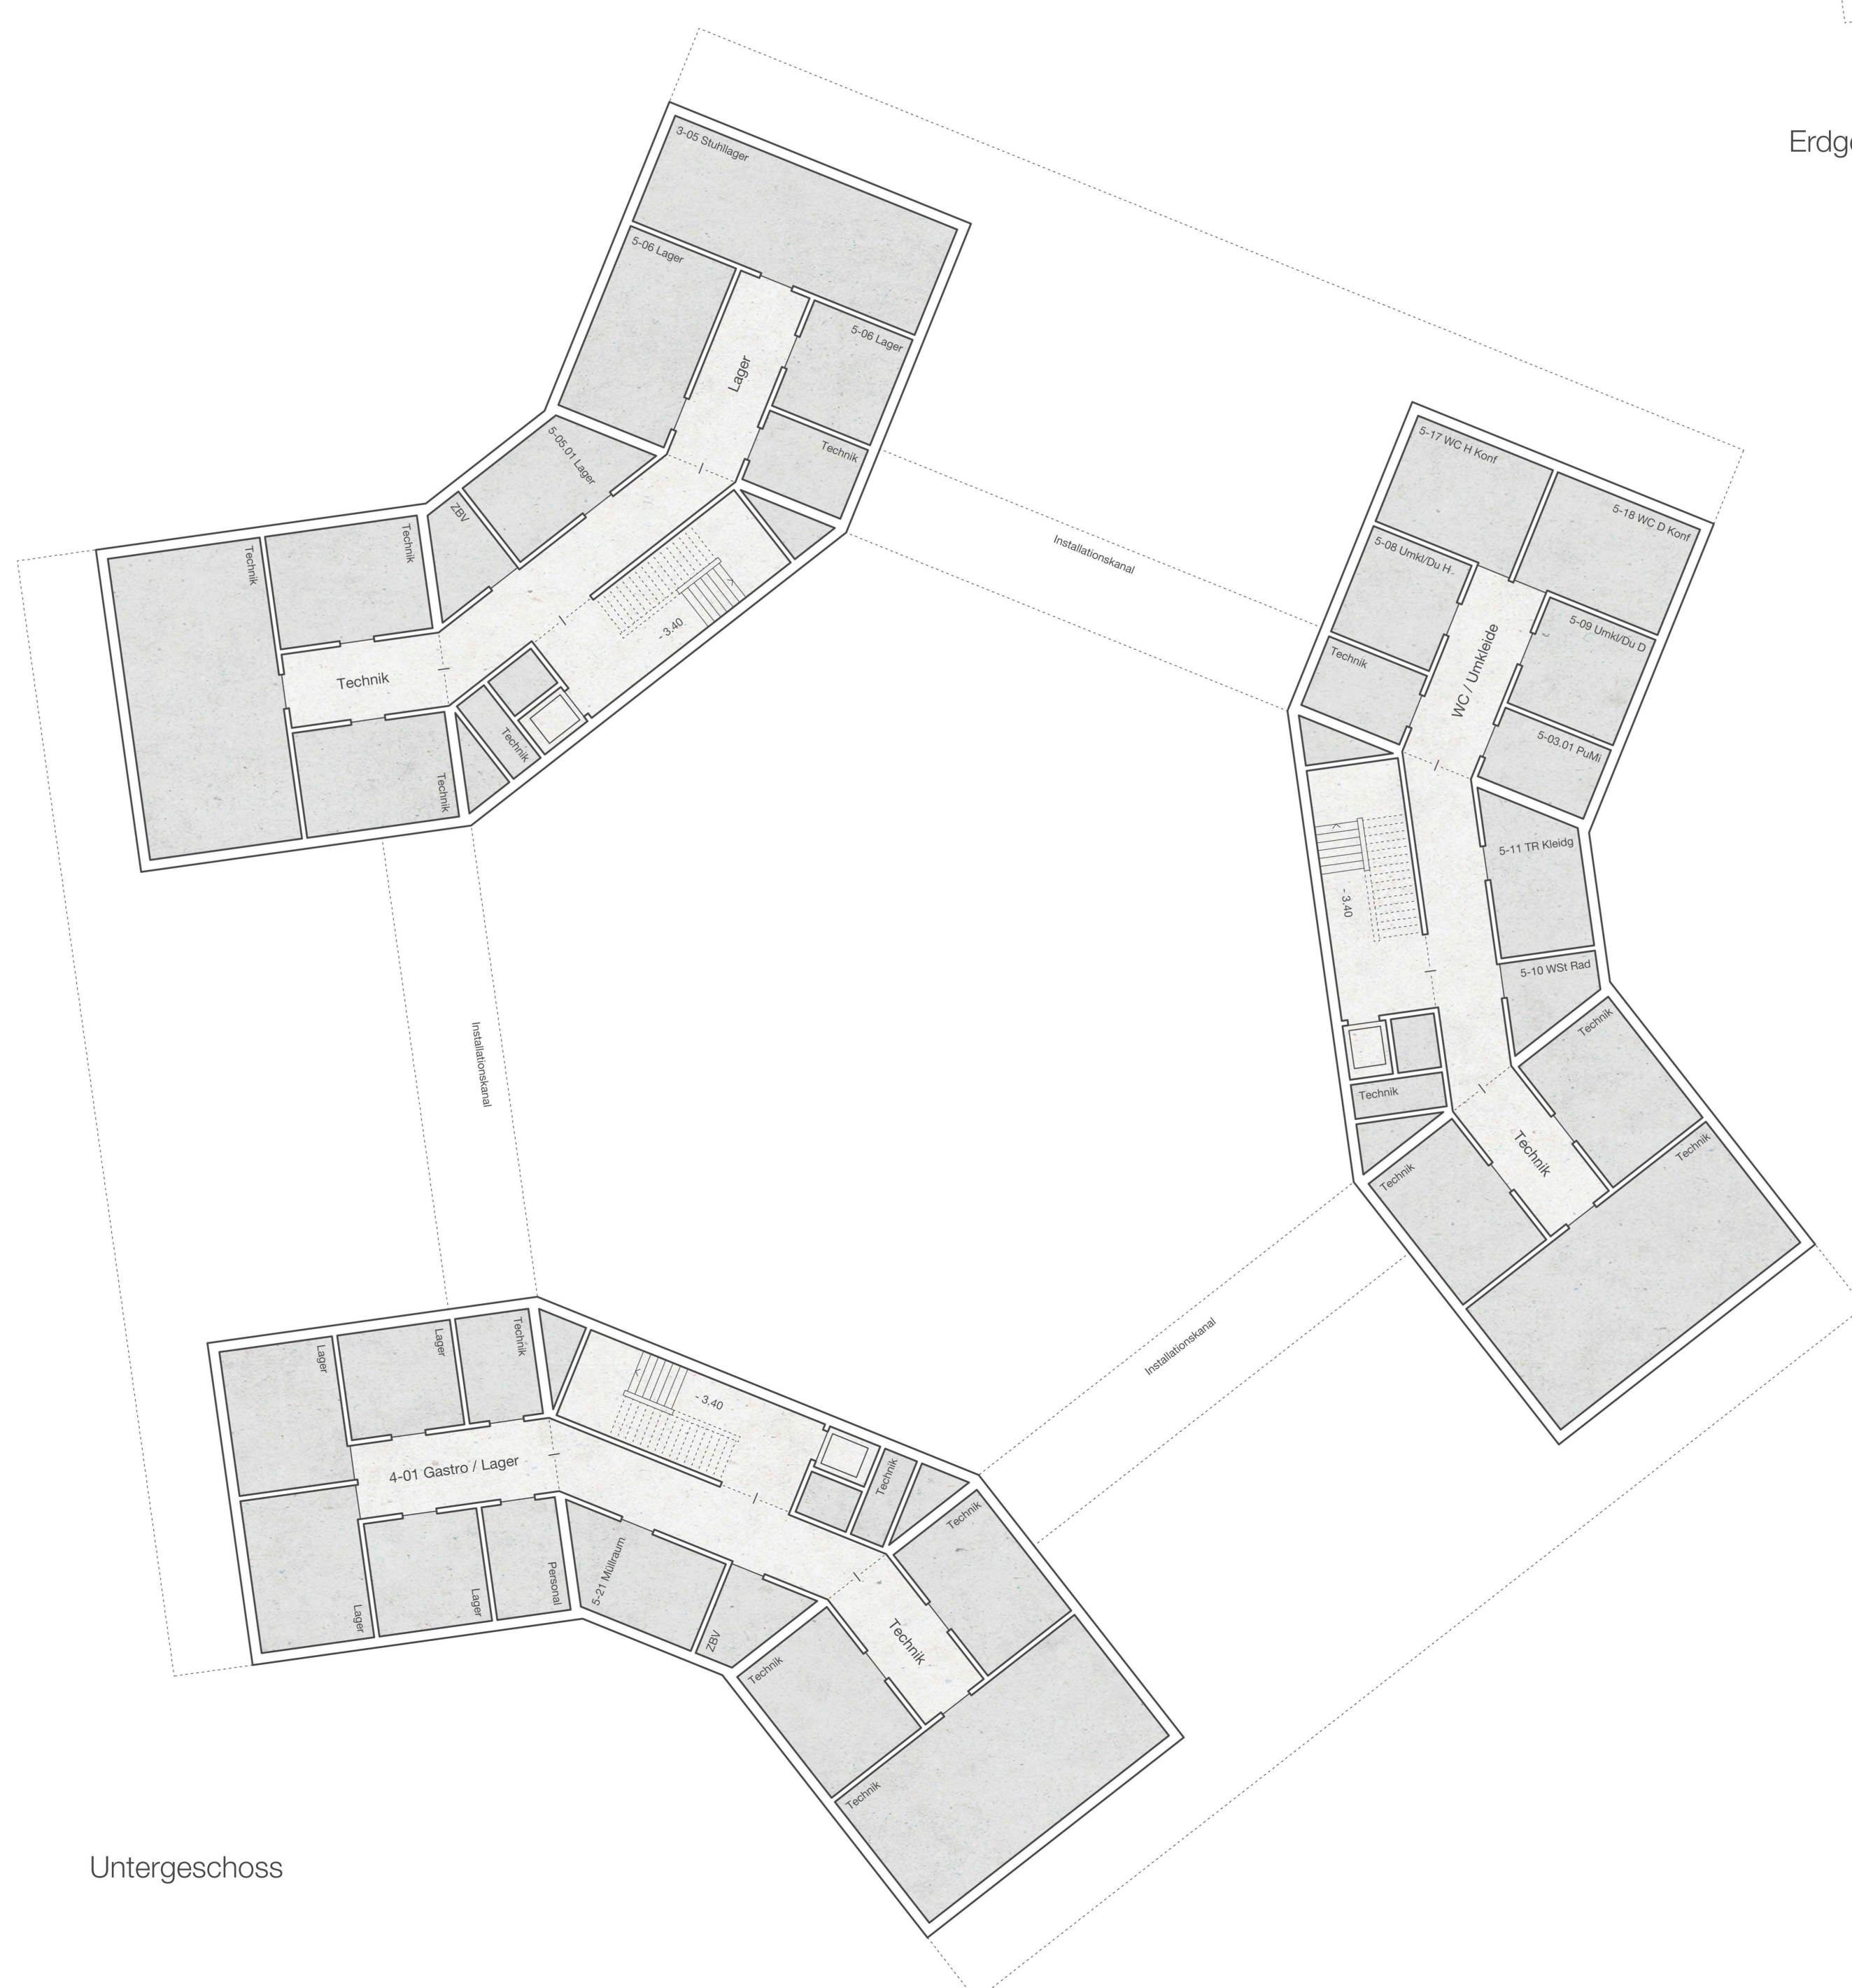 Erdge
3-05 Stuhllager
5-06 Lager
5-06 Lager
Lager
Technik
5-05.01 Lager
ZBV
Technik
Technik
Technik
Technik
Technik
- 3.40
Installationskanal
5-17 WC H Konf
5-18 WC D Konf
5-08 Umkl/Du H
5-09 Umkl/Du D
WC / Umkleide
Technik
5-03.01 PuMi
5-11 TR Kleidg
- 3.40
5-10 WSt Rad
Technik
Technik
Technik
Technik
Technik
Installationskanal
Installationskanal
Lager
Lager
Technik
- 3.40
4-01 Gastro / Lager
Technik
Technik
Lager
Lager
Personal
5-21 Müllraum
ZBV
Technik
Technik
Technik
Untergeschoss